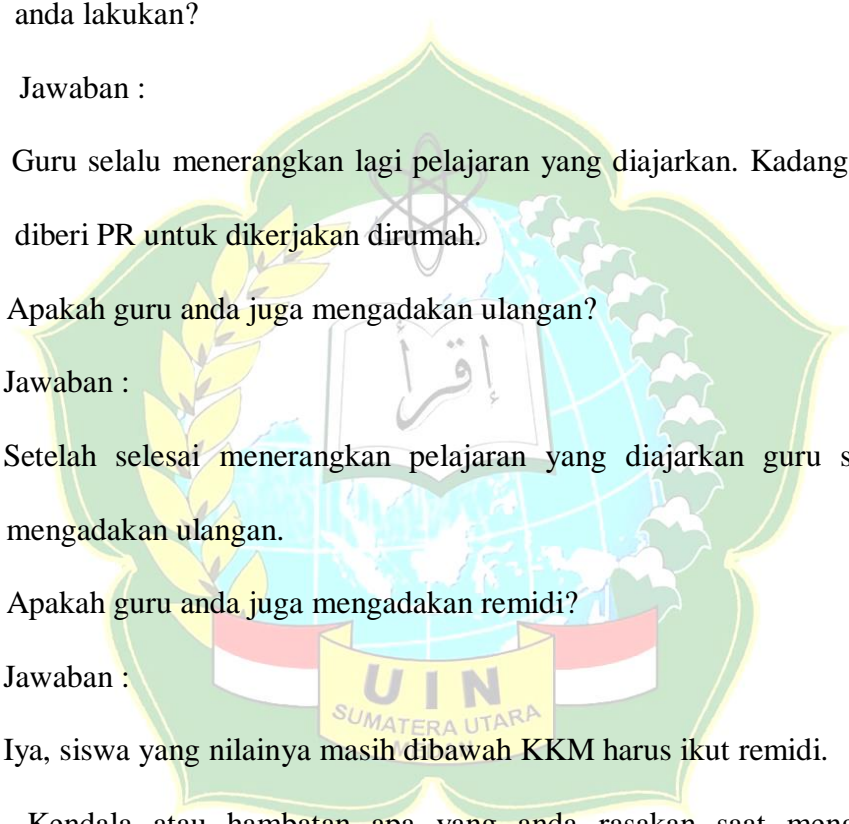 anda lakukan?
Jawaban :
Guru selalu menerangkan lagi pelajaran yang diajarkan. Kadang
diberi PR untuk dikerjakan dirumah.
Apakah guru anda juga mengadakan ulangan?
إقرأ
Jawaban :
Setelah selesai menerangkan pelajaran yang diajarkan guru s
mengadakan ulangan.
Apakah guru anda juga mengadakan remidi?
Jawaban :
UIN
SUMATERA UTARA
Iya, siswa yang nilainya masih dibawah KKM harus ikut remidi.
Kendala atau hambatan apa yang anda rasakan saat meng